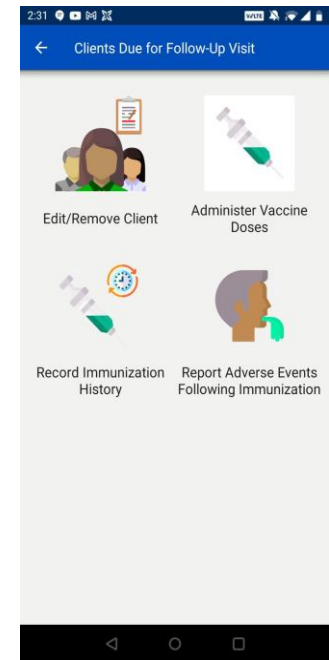 2:31
VoLTE
Clients Due for Follow-Up Visit
Edit/Remove Client
Administer Vaccine
Doses
Record Immunization
History
Report Adverse Events
Following Immunization